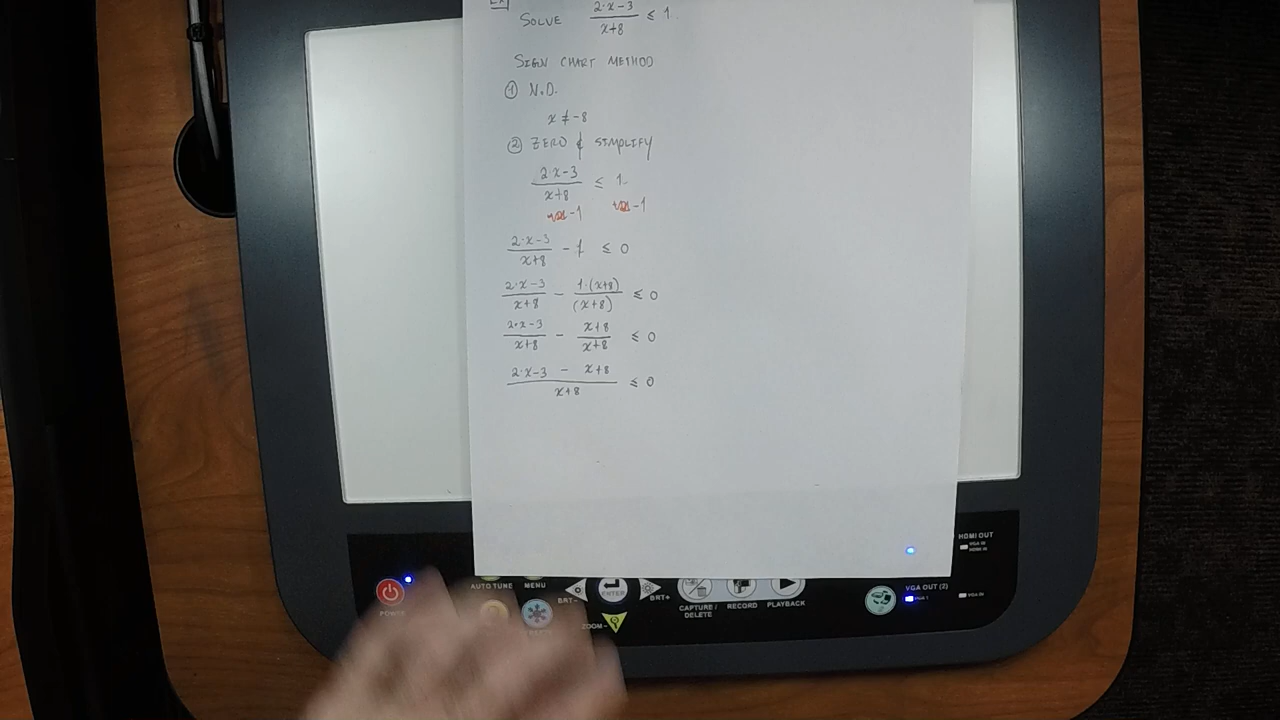 Ex
SOLVE (2·x-3)/(x+8) ≤ 1
SIGN CHART METHOD
① N.D.
x ≠ -8
② ZERO & SIMPLIFY
(2·x-3)/(x+8) ≤ 1
-1 -1
(2·x-3)/(x+8) - 1 ≤ 0
(2·x-3)/(x+8) - (1·(x+8))/((x+8)) ≤ 0
(2·x-3)/(x+8) - (x+8)/(x+8) ≤ 0
(2·x-3 - x+8)/(x+8) ≤ 0
HDMI OUT
POWER
AUTO TUNE
MENU
BRT-
ENTER
BRT+
ZOOM-
CAPTURE /
DELETE
RECORD
PLAYBACK
VGA OUT (2)